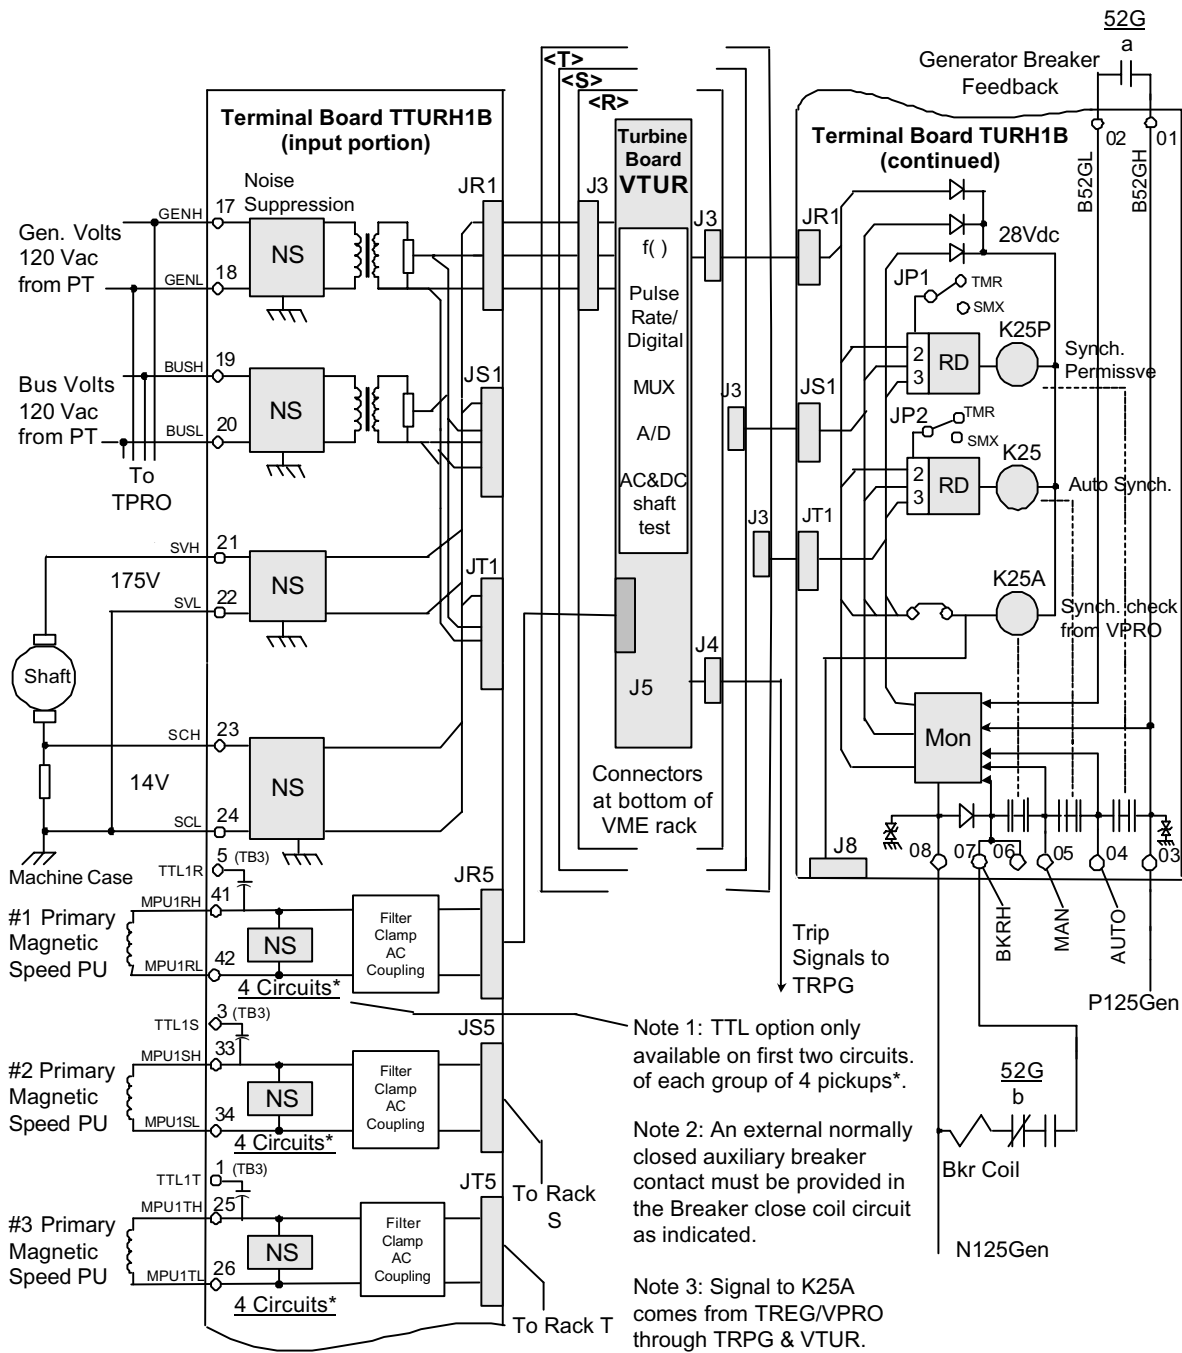 52G
a
Generator Breaker
Feedback
<T>
<S>
<R>
Terminal Board TTURH1B
(input portion)
Noise
Suppression
JR1
J3
Turbine
Board
VTUR
J3
JR1
Terminal Board TURH1B
(continued)
02
01
B52GL
B52GH
28Vdc
Gen. Volts
120 Vac
from PT
GENH
17
GENL
18
NS
f( )
Pulse
Rate/
Digital
MUX
A/D
AC&DC
shaft
test
JP1
TMR
SMX
K25P
2
3
RD
Synch.
Permissve
Bus Volts
120 Vac
from PT
BUSH
19
BUSL
20
NS
JS1
J3
JS1
JP2
TMR
SMX
K25
2
3
RD
Auto Synch.
To
TPRO
SVH
21
175V
SVL
22
NS
JT1
J3
JT1
K25A
Synch. check
from VPRO
Shaft
J5
J4
Mon
SCH
23
14V
SCL
24
NS
Machine Case
Connectors
at bottom of
VME rack
J8
08
07
06
05
04
03
BKRH
MAN
AUTO
P125Gen
Trip
Signals to
TRPG
#1 Primary
Magnetic
Speed PU
TTL1R
5
(TB3)
MPU1RH
41
MPU1RL
42
NS
4 Circuits*
Filter
Clamp
AC
Coupling
JR5
#2 Primary
Magnetic
Speed PU
TTL1S
3
(TB3)
MPU1SH
33
MPU1SL
34
NS
4 Circuits*
Filter
Clamp
AC
Coupling
JS5
To Rack
S
#3 Primary
Magnetic
Speed PU
TTL1T
1
(TB3)
MPU1TH
25
MPU1TL
26
NS
4 Circuits*
Filter
Clamp
AC
Coupling
JT5
To Rack T
Note 1: TTL option only
available on first two circuits.
of each group of 4 pickups*.
Note 2: An external normally
closed auxiliary breaker
contact must be provided in
the Breaker close coil circuit
as indicated.
Note 3: Signal to K25A
comes from TREG/VPRO
through TRPG & VTUR.
52G
b
Bkr Coil
N125Gen